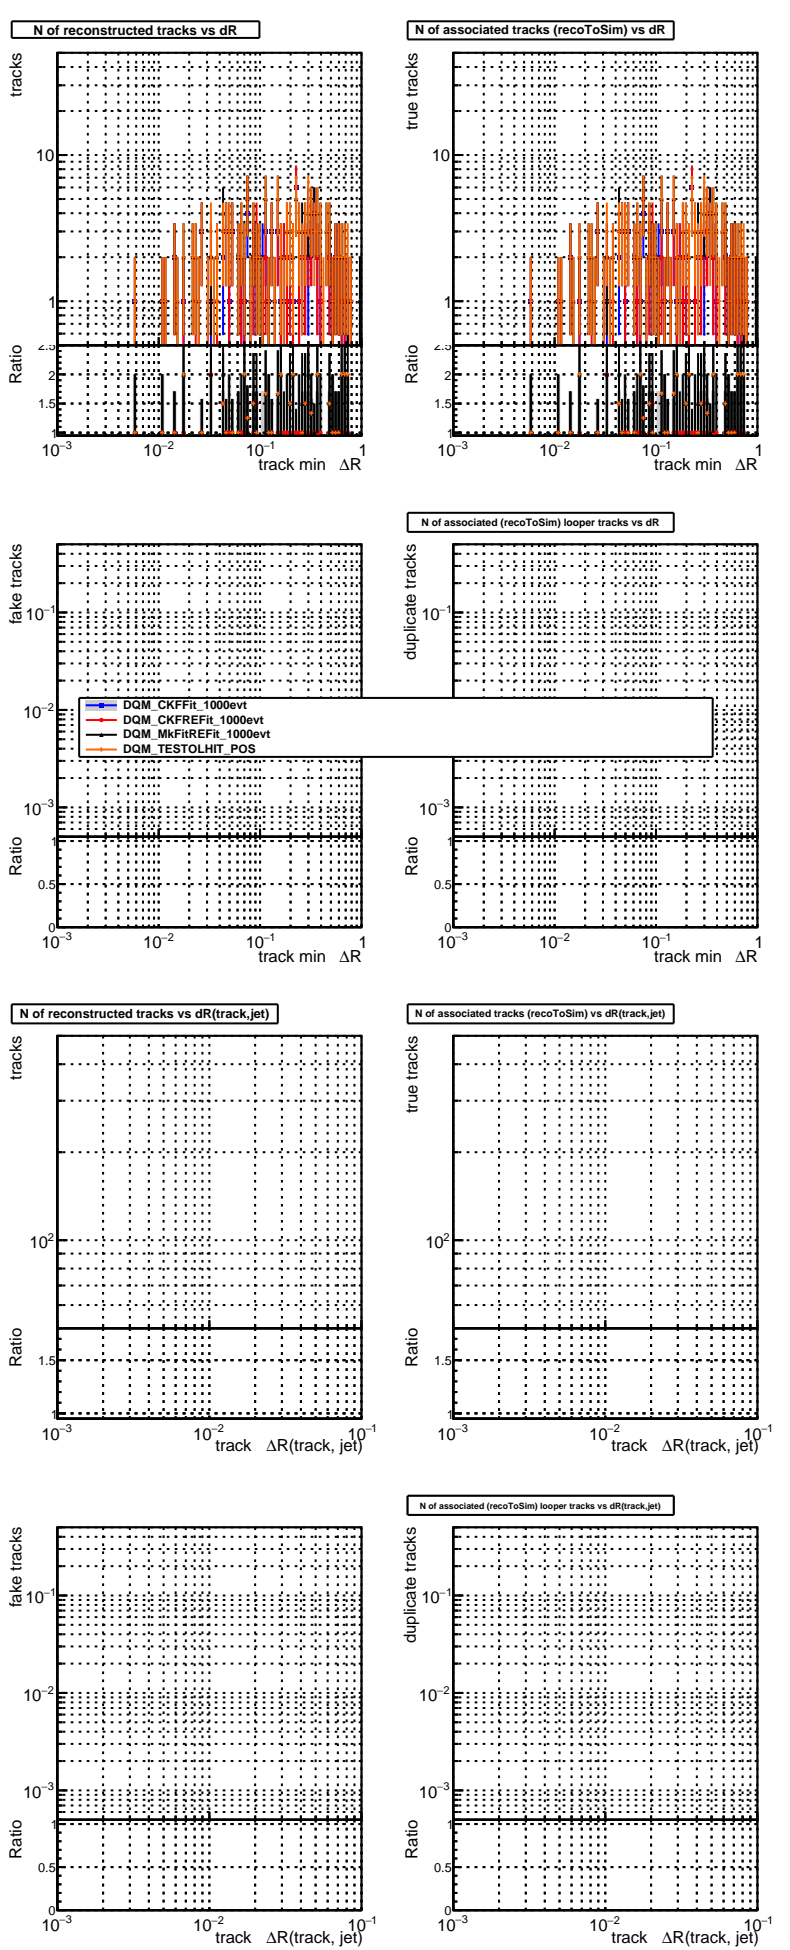 N of reconstructed tracks vs dR
tracks
10
1
Ratio
2.5
2
1.5
1
10−3
10−2
10−1
1
track min ΔR
N of associated tracks (recoToSim) vs dR
true tracks
10
1
Ratio
2.5
2
1.5
1
10−3
10−2
10−1
1
track min ΔR
fake tracks
10−1
10−2
10−3
Ratio
1
0.5
0
10−3
10−2
10−1
1
track min ΔR
N of associated (recoToSim) looper tracks vs dR
duplicate tracks
10−1
10−3
Ratio
1
0.5
0
10−3
10−2
10−1
1
track min ΔR
DQM_CKFFit_1000evt
DQM_CKFREFit_1000evt
DQM_MkFitREFit_1000evt
DQM_TESTOLHIT_POS
N of reconstructed tracks vs dR(track,jet)
tracks
102
Ratio
1.5
1
10−3
10−2
10−1
track ΔR(track, jet)
N of associated tracks (recoToSim) vs dR(track,jet)
true tracks
102
Ratio
1.5
1
10−3
10−2
10−1
track ΔR(track, jet)
fake tracks
10−1
10−2
10−3
Ratio
1
0.5
0
10−3
10−2
10−1
track ΔR(track, jet)
N of associated (recoToSim) looper tracks vs dR(track,jet)
duplicate tracks
10−1
10−2
10−3
Ratio
1
0.5
0
10−3
10−2
10−1
track ΔR(track, jet)